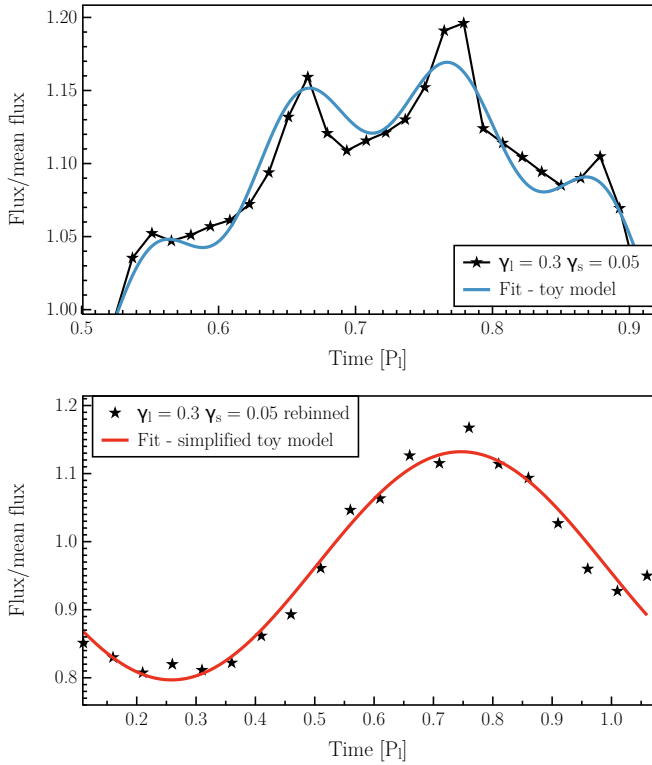 1.20
1.15
1.10
1.05
1.00
Flux/mean flux
γl = 0.3 γs = 0.05
Fit - toy model
0.5 0.6 0.7 0.8 0.9
Time [Pl]
1.2
1.1
1.0
0.9
0.8
Flux/mean flux
γl = 0.3 γs = 0.05 rebinned
Fit - simplified toy model
0.2 0.3 0.4 0.5 0.6 0.7 0.8 0.9 1.0
Time [Pl]